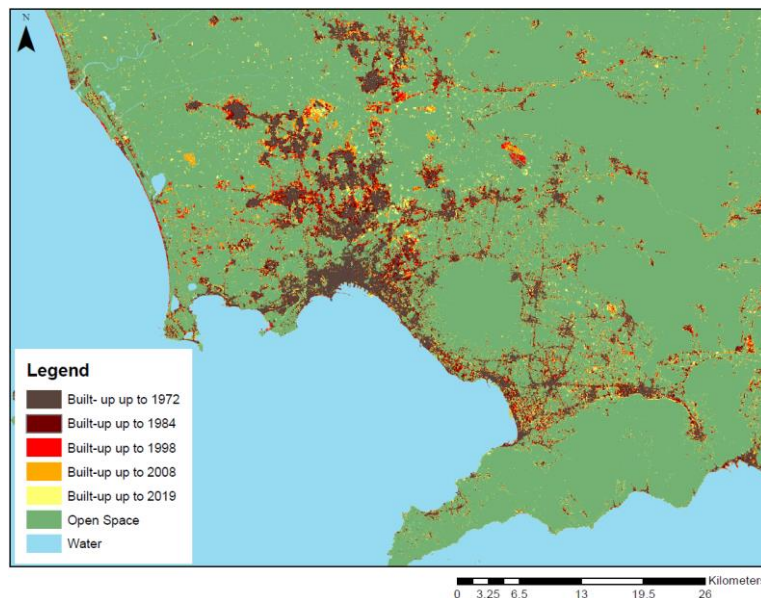 N
Legend
Built- up up to 1972
Built-up up to 1984
Built-up up to 1998
Built-up up to 2008
Built-up up to 2019
Open Space
Water
Kilometers
0 3.25 6.5 13 19.5 26